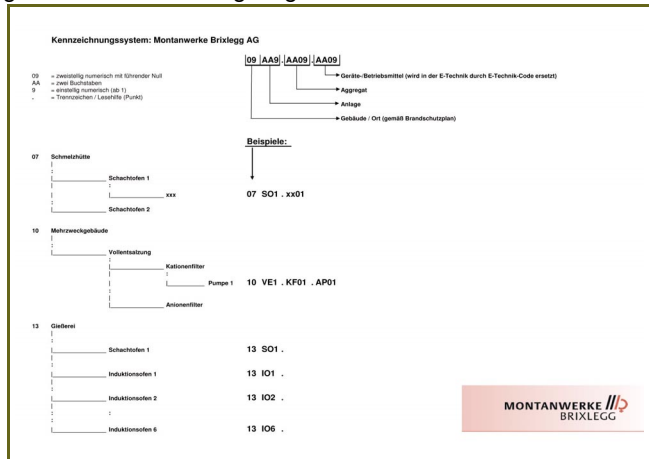 Kennzeichnungssystem: Montanwerke Brixlegg AG
09 AA9 . AA09 . AA09
09 = zweistellig numerisch mit führender Null
AA = zwei Buchstaben
9 = einstellig numerisch (ab 1)
. = Trennzeichen / Lesehilfe (Punkt)
Geräte-/Betriebsmittel (wird in der E-Technik durch E-Technik-Code ersetzt)
Aggregat
Anlage
Gebäude / Ort (gemäß Brandschutzplan)
Beispiele:
07 Schmelzhütte
Schachtofen 1
xxx 07 SO1 . xx01
Schachtofen 2
10 Mehrzweckgebäude
Vollentsalzung
Kationenfilter
Pumpe 1 10 VE1 . KF01 . AP01
Anionenfilter
13 Gießerei
Schachtofen 1 13 SO1 .
Induktionsofen 1 13 IO1 .
Induktionsofen 2 13 IO2 .
Induktionsofen 6 13 IO6 .
MONTANWERKE
BRIXLEGG